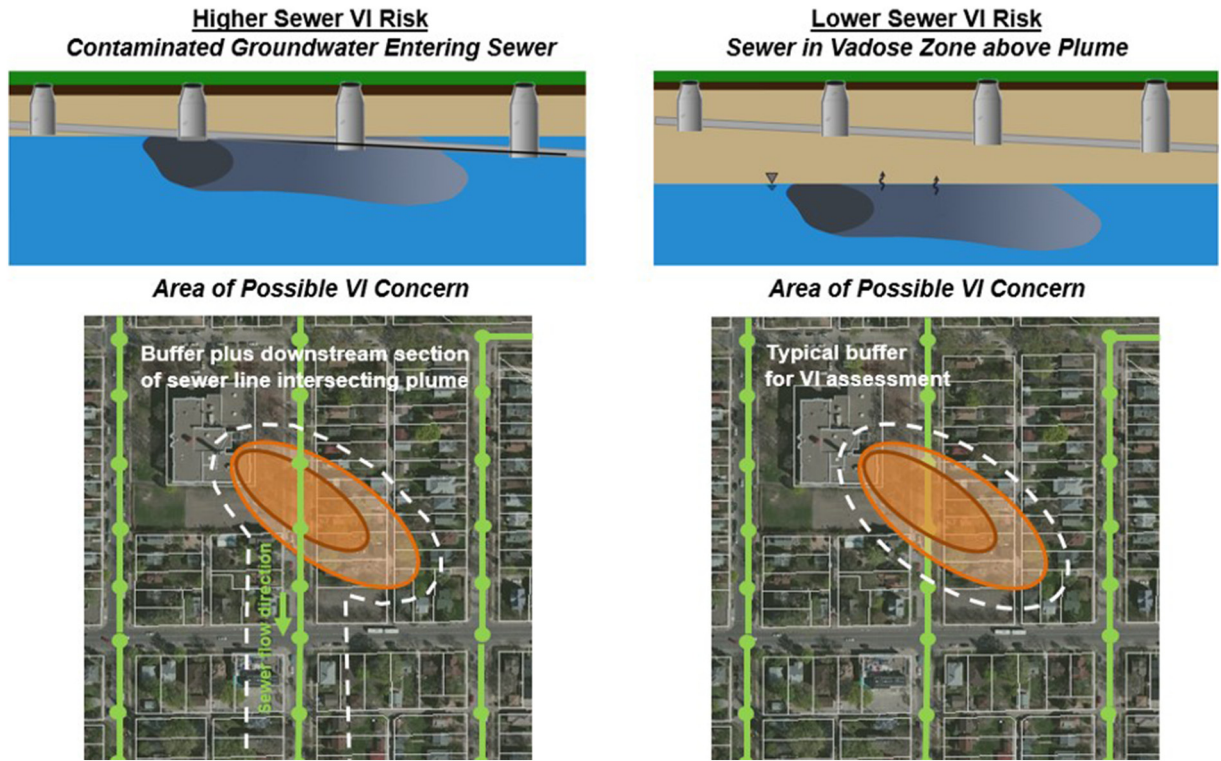 Higher Sewer VI Risk
Contaminated Groundwater Entering Sewer
Area of Possible VI Concern
Buffer plus downstream section
of sewer line intersecting plume
Sewer flow direction
Lower Sewer VI Risk
Sewer in Vadose Zone above Plume
Area of Possible VI Concern
Typical buffer
for VI assessment